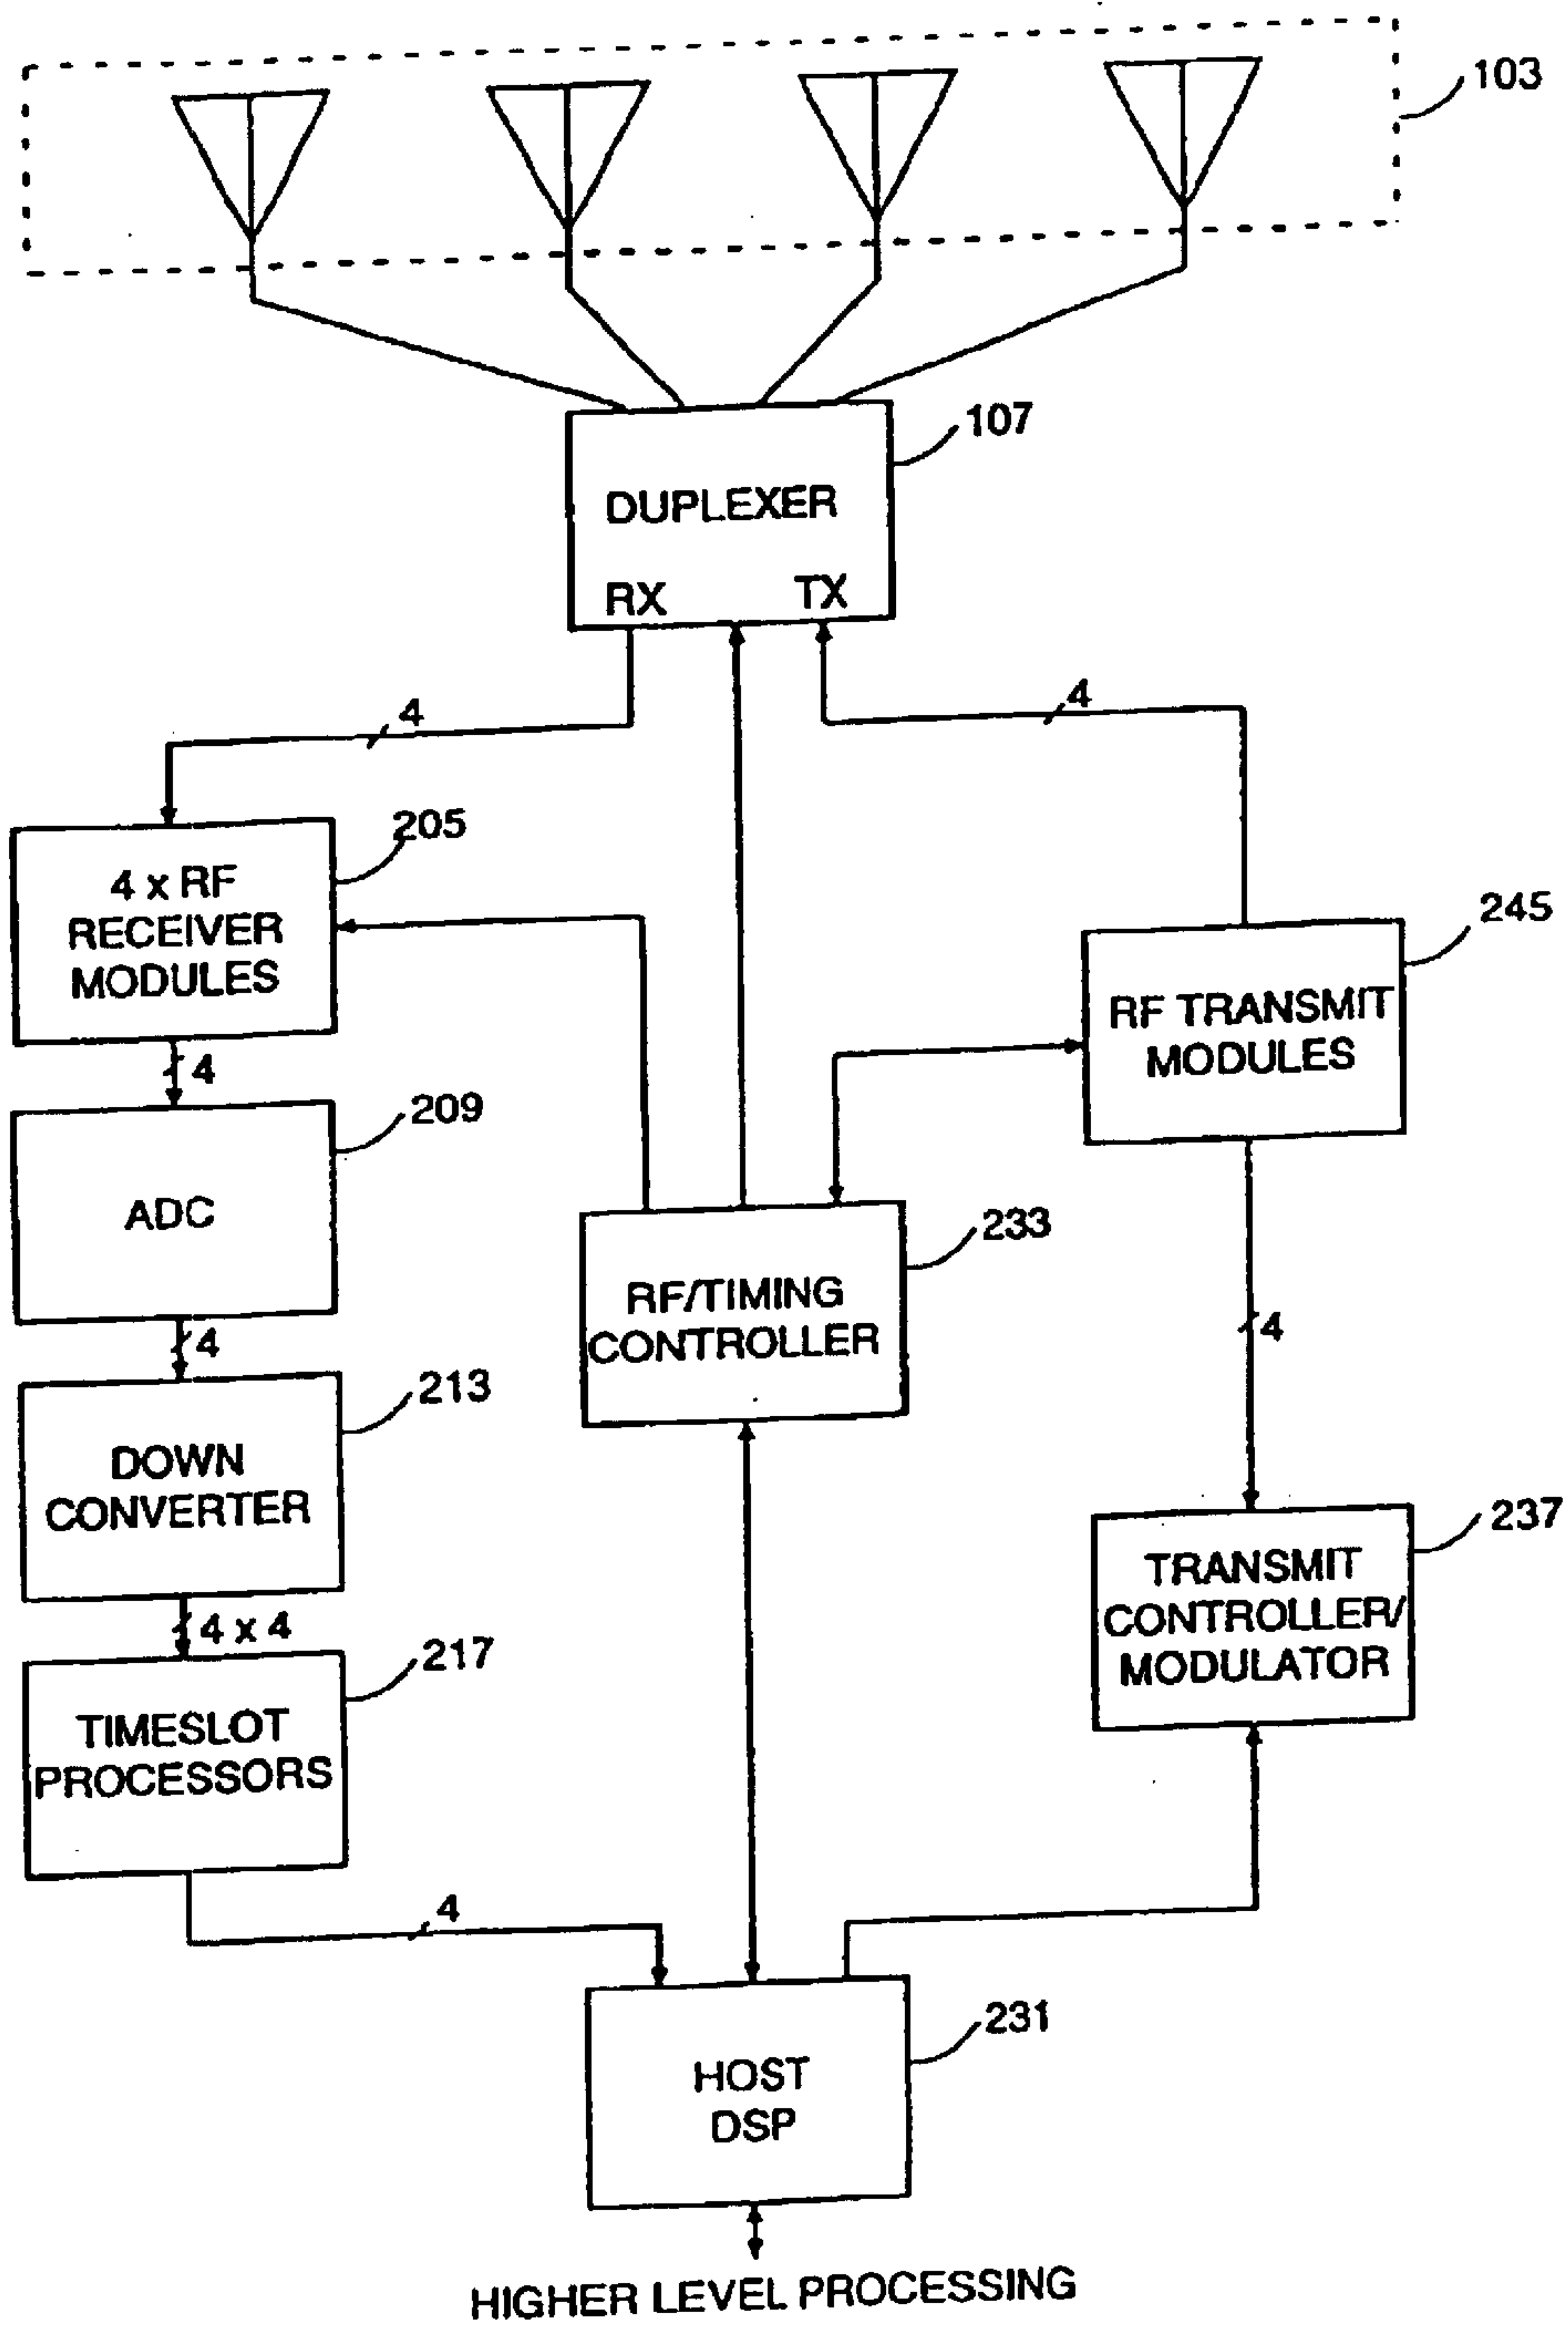 103
107
DUPLEXER
RX
TX
4
4
205
4 x RF
RECEIVER
MODULES
245
RF TRANSMIT
MODULES
4
209
ADC
233
RF/TIMING
CONTROLLER
4
4
213
DOWN
CONVERTER
237
TRANSMIT
CONTROLLER/
MODULATOR
4 x 4
217
TIMESLOT
PROCESSORS
4
231
HOST
DSP
HIGHER LEVEL PROCESSING